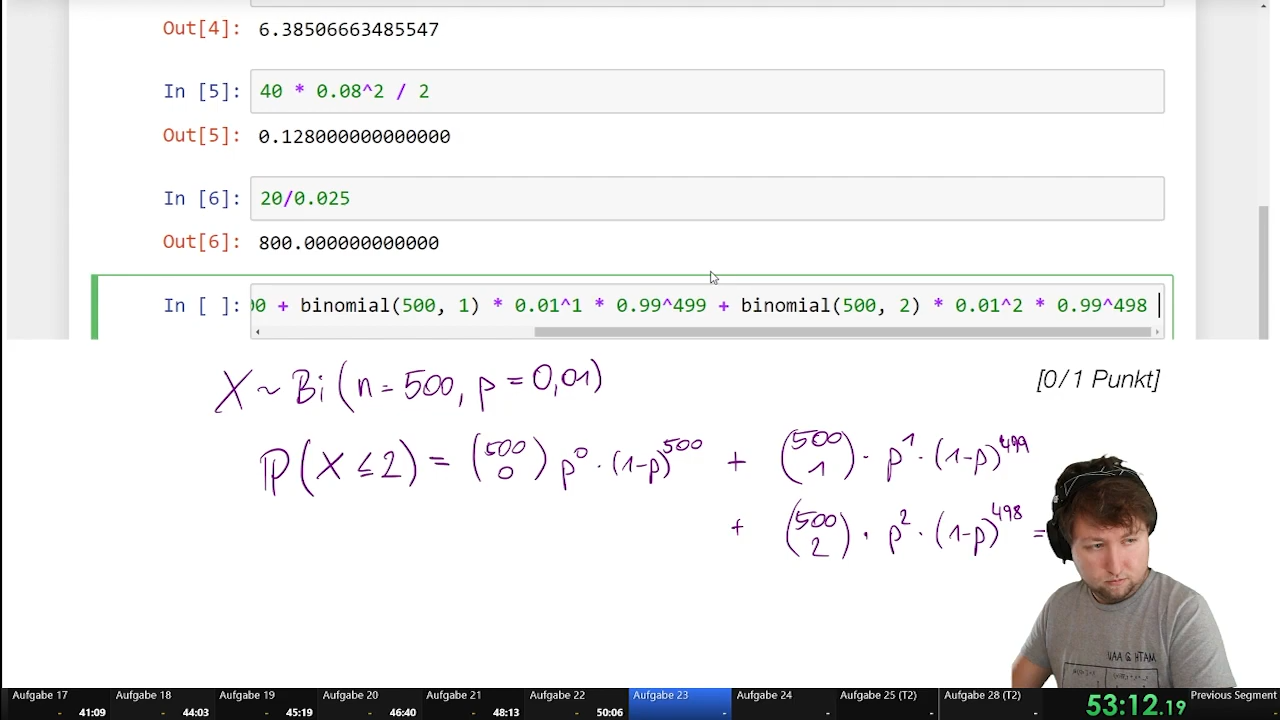 Out[4]: 6.38506663485547
In [5]: 40 * 0.08^2 / 2
Out[5]: 0.128000000000000
In [6]: 20/0.025
Out[6]: 800.000000000000
In [ ]: 00 + binomial(500, 1) * 0.01^1 * 0.99^499 + binomial(500, 2) * 0.01^2 * 0.99^498
X ~ Bi (n = 500, p = 0,01)
[0/1 Punkt]
ℙ(X ≤ 2) = (500 0) p^0 · (1-p)^500 + (500 1) · p^1 · (1-p)^499
+ (500 2) · p^2 · (1-p)^498 =
Aufgabe 17 Aufgabe 18 Aufgabe 19 Aufgabe 20 Aufgabe 21 Aufgabe 22 Aufgabe 23 Aufgabe 24 Aufgabe 25 (T2) Aufgabe 28 (T2) 53:12.19 Previous Segment
- 41:09 - 44:03 - 45:19 - 46:40 - 48:13 - 50:06 - - - - -